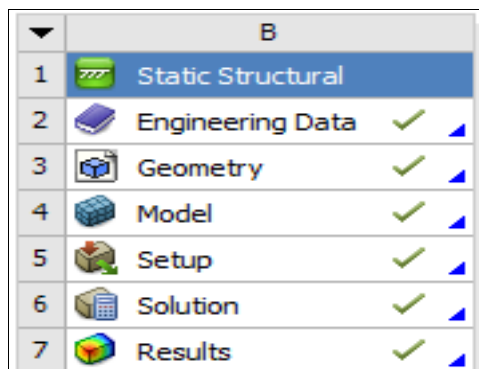 B
1 Static Structural
2 Engineering Data
3 Geometry
4 Model
5 Setup
6 Solution
7 Results